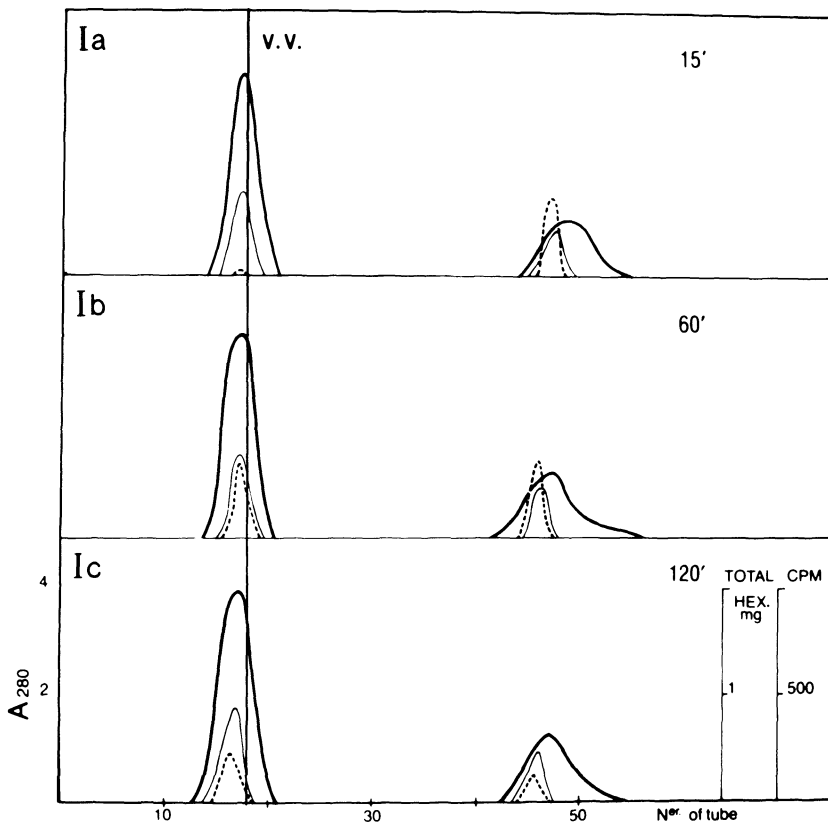 Ia
V.V.
15'
Ib
60'
Ic
120'
TOTAL
HEX.
mg
CPM
4
2
A280
1
500
10
30
50
Ner. of tube